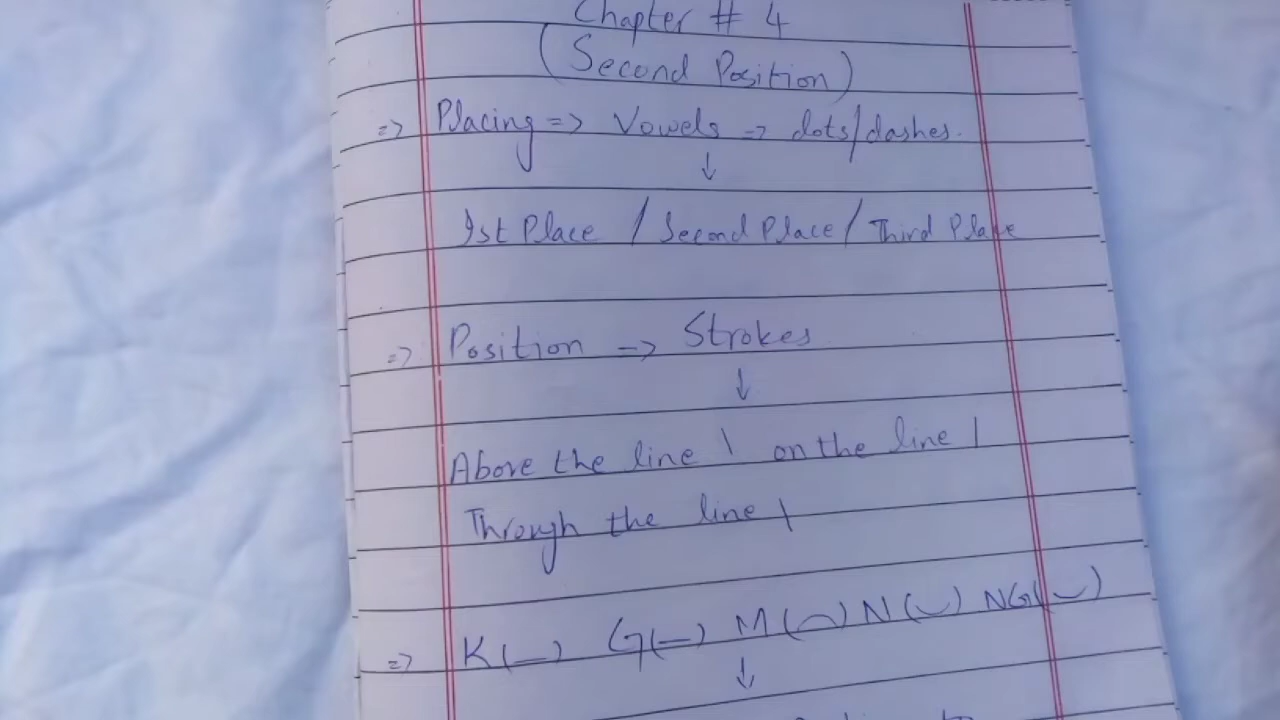 Chapter # 4
(Second Position)
=> Placing => Vowels -> dots/dashes.
↓
1st Place / Second Place / Third Place
=> Position -> Strokes
↓
Above the line \ on the line |
Through the line \
=> K (—) G (—) M (⌒) N (‿) NG (‿)
↓